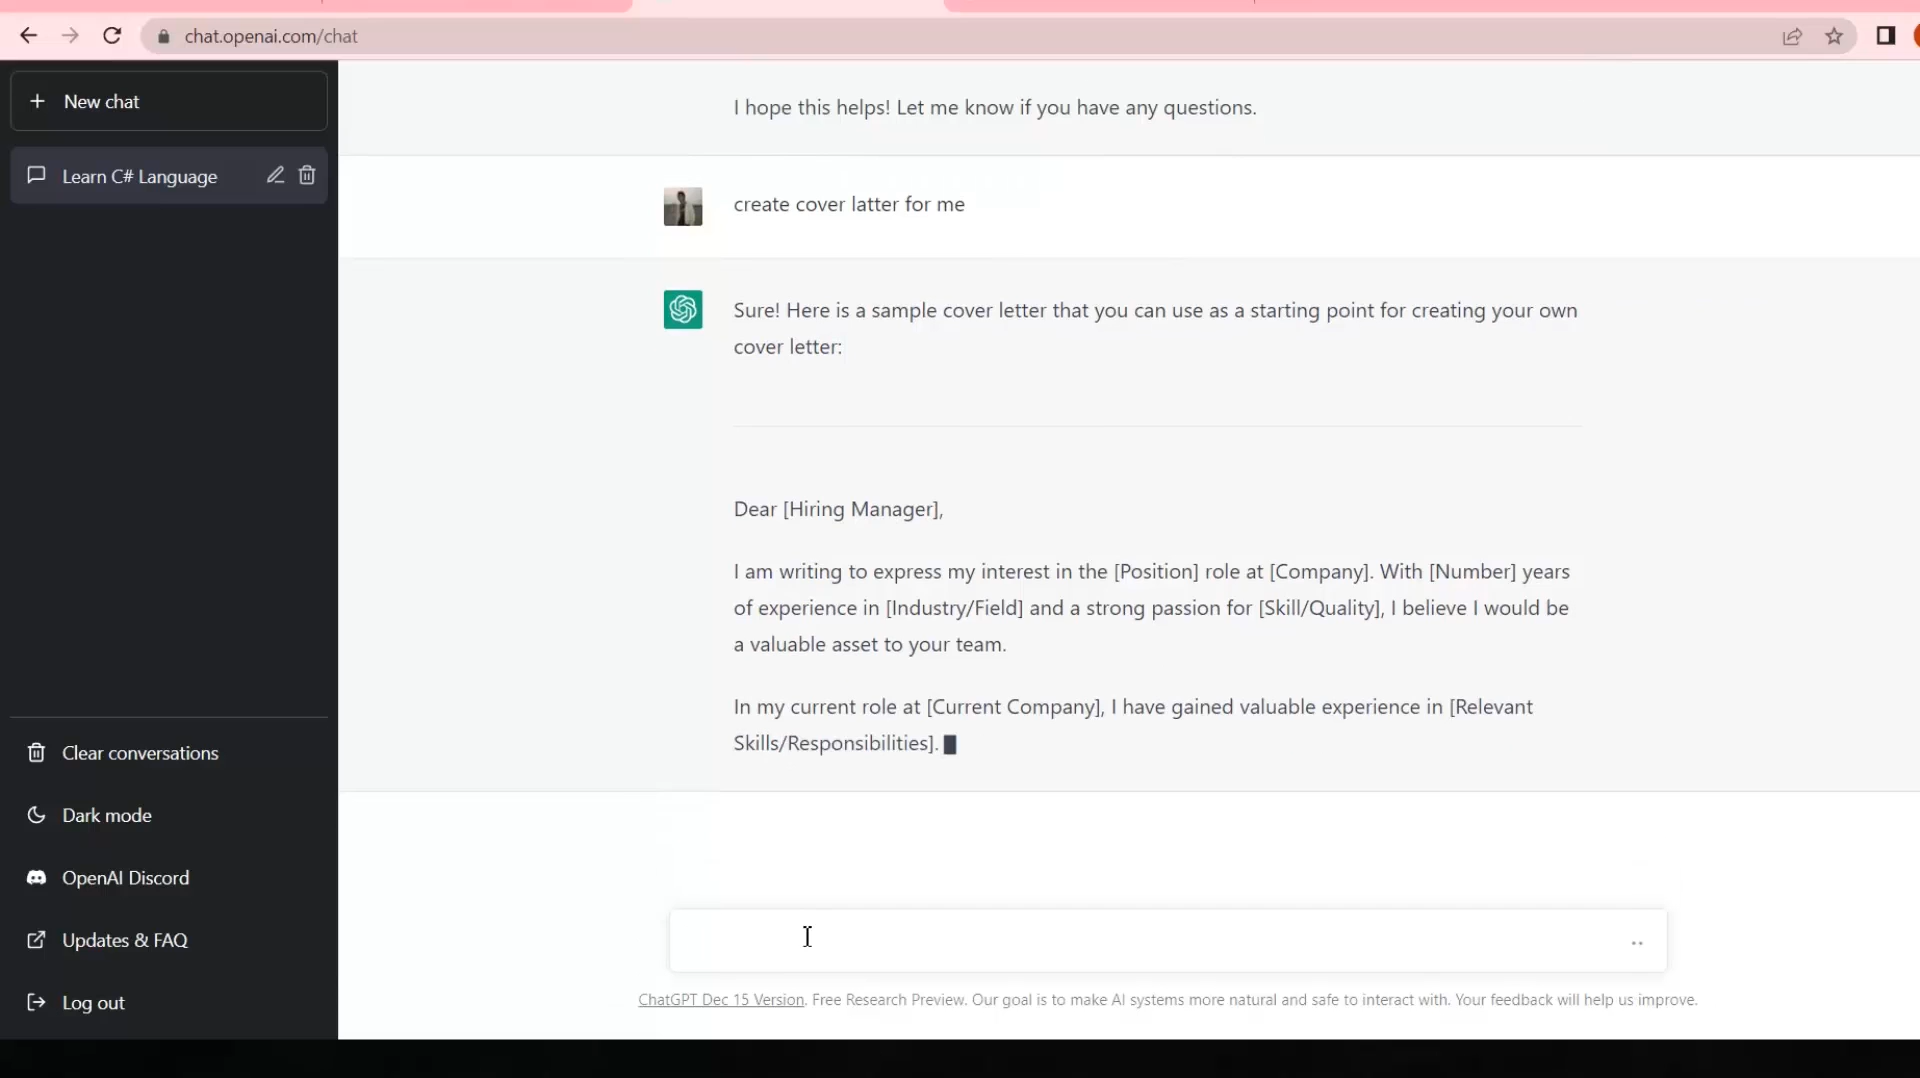 chat.openai.com/chat
New chat
Learn C# Language
I hope this helps! Let me know if you have any questions.
create cover latter for me
Sure! Here is a sample cover letter that you can use as a starting point for creating your own
cover letter:
Dear [Hiring Manager],
I am writing to express my interest in the [Position] role at [Company]. With [Number] years
of experience in [Industry/Field] and a strong passion for [Skill/Quality], I believe I would be
a valuable asset to your team.
In my current role at [Current Company], I have gained valuable experience in [Relevant
Skills/Responsibilities].
Clear conversations
Dark mode
OpenAI Discord
Updates & FAQ
Log out
ChatGPT Dec 15 Version. Free Research Preview. Our goal is to make AI systems more natural and safe to interact with. Your feedback will help us improve.